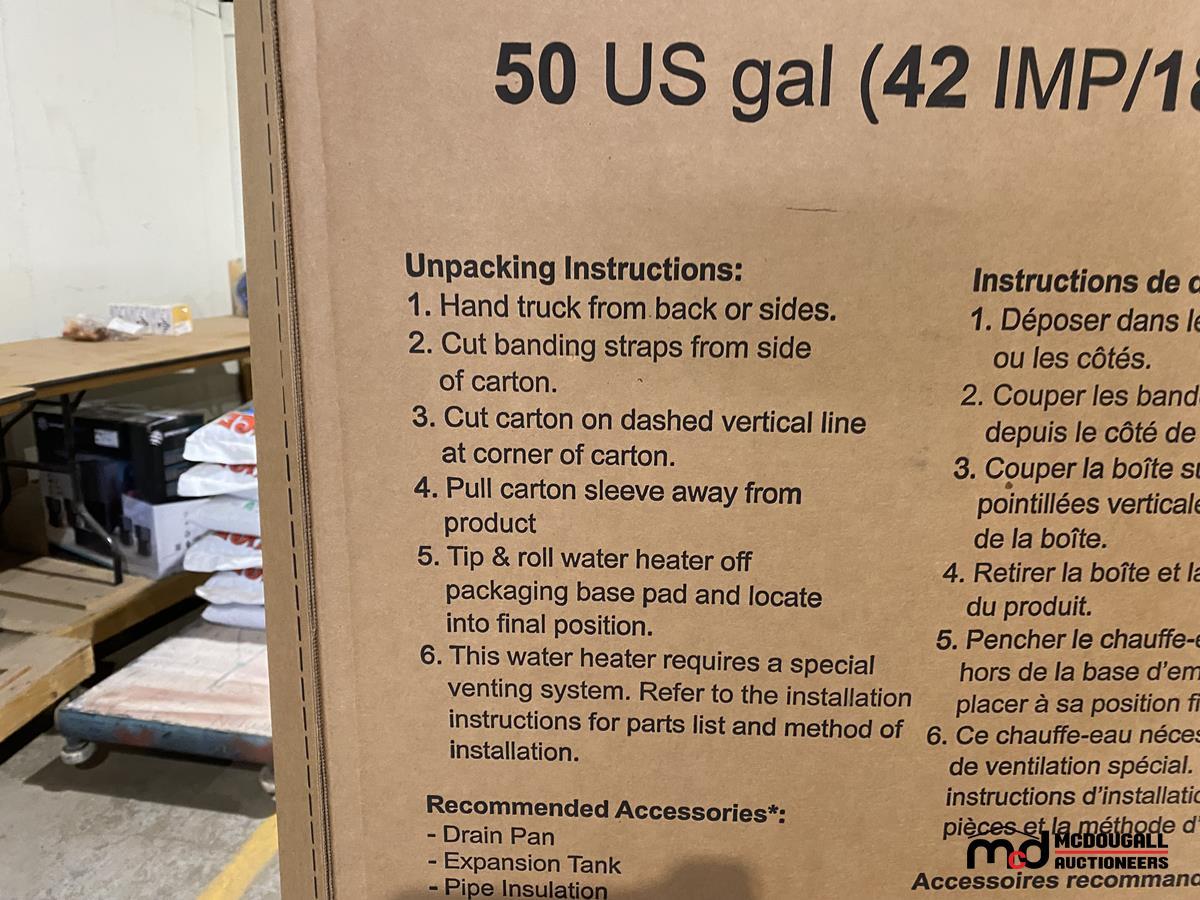 50 US gal (42 IMP/18
Unpacking Instructions:
1. Hand truck from back or sides.
2. Cut banding straps from side
of carton.
3. Cut carton on dashed vertical line
at corner of carton.
4. Pull carton sleeve away from
product
5. Tip & roll water heater off
packaging base pad and locate
into final position.
6. This water heater requires a special
venting system. Refer to the installation
instructions for parts list and method of
installation.
Recommended Accessories*:
- Drain Pan
- Expansion Tank
- Pipe Insulation
Instructions de d
1. Déposer dans le
ou les côtés.
2. Couper les band
depuis le côté de
3. Couper la boîte su
pointillées verticale
de la boîte.
4. Retirer la boîte et la
du produit.
5. Pencher le chauffe-e
hors de la base d'em
placer à sa position fi
6. Ce chauffe-eau néces
de ventilation spécial.
instructions d'installatio
pièces et la méthode d'
Accessoires recommand
mcd MCDOUGALL
AUCTIONEERS